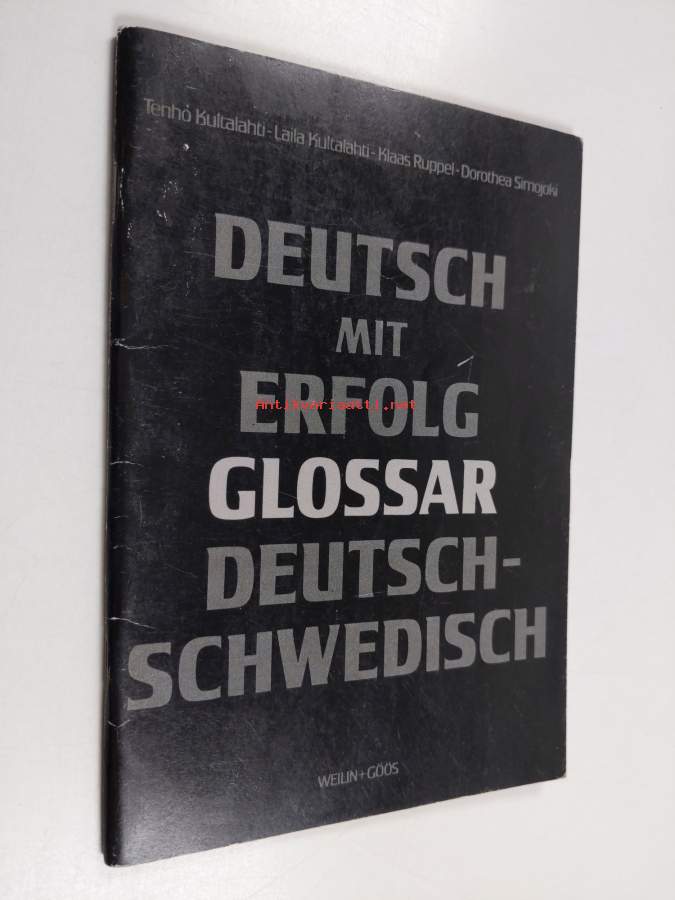 Tenho Kultalahti - Laila Kultalahti - Klaas Ruppel - Dorothea Simojoki
DEUTSCH
MIT
ERFOLG
Antikvariaatti.net
GLOSSAR
DEUTSCH-
SCHWEDISCH
WEILIN+GÖÖS